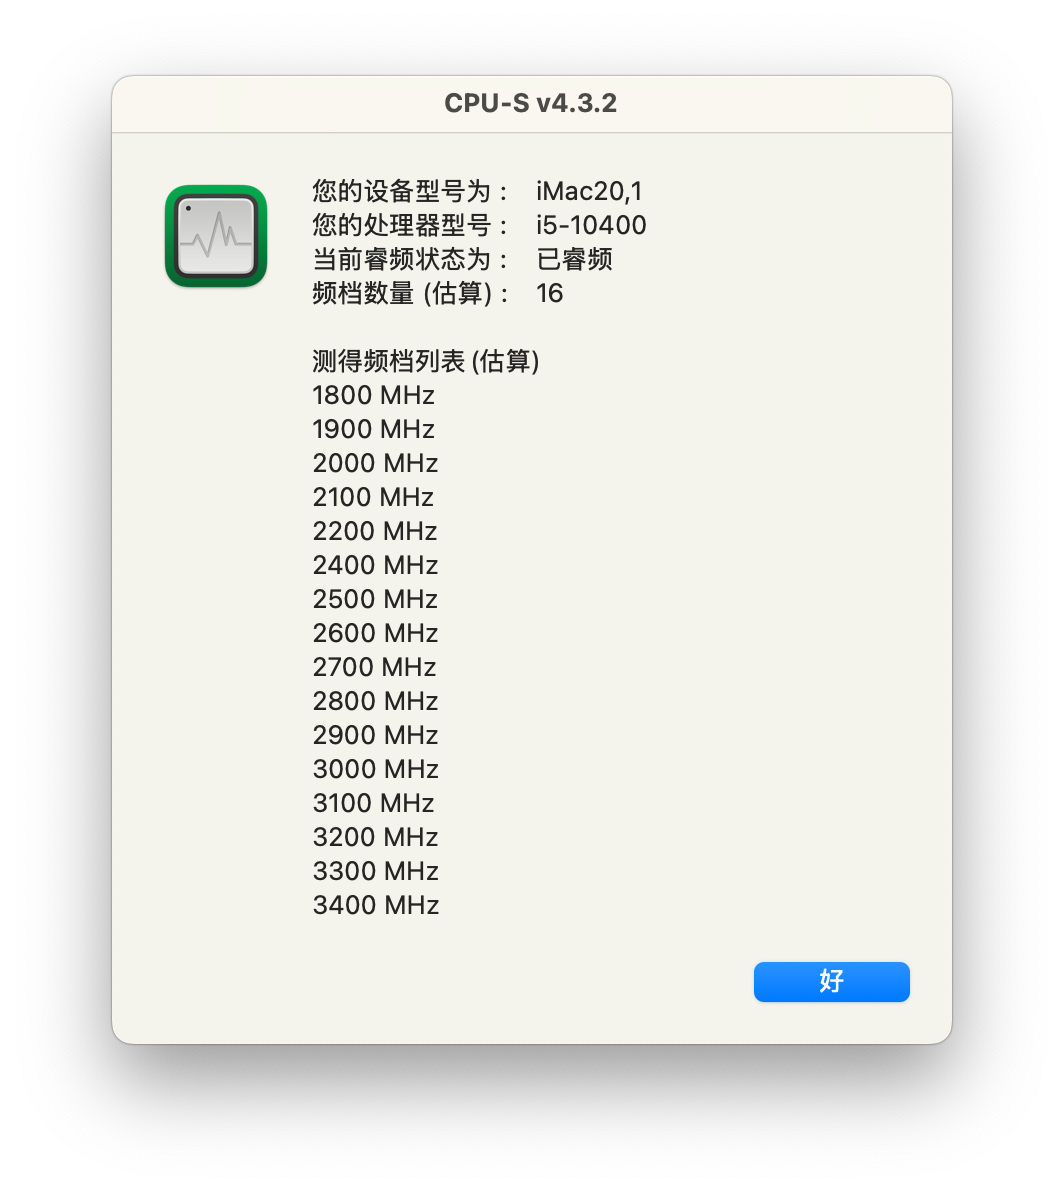 CPU-S v4.3.2
您的设备型号为： iMac20,1
您的处理器型号： i5-10400
当前睿频状态为： 已睿频
频档数量 (估算)： 16
测得频档列表 (估算)
1800 MHz
1900 MHz
2000 MHz
2100 MHz
2200 MHz
2400 MHz
2500 MHz
2600 MHz
2700 MHz
2800 MHz
2900 MHz
3000 MHz
3100 MHz
3200 MHz
3300 MHz
3400 MHz
好